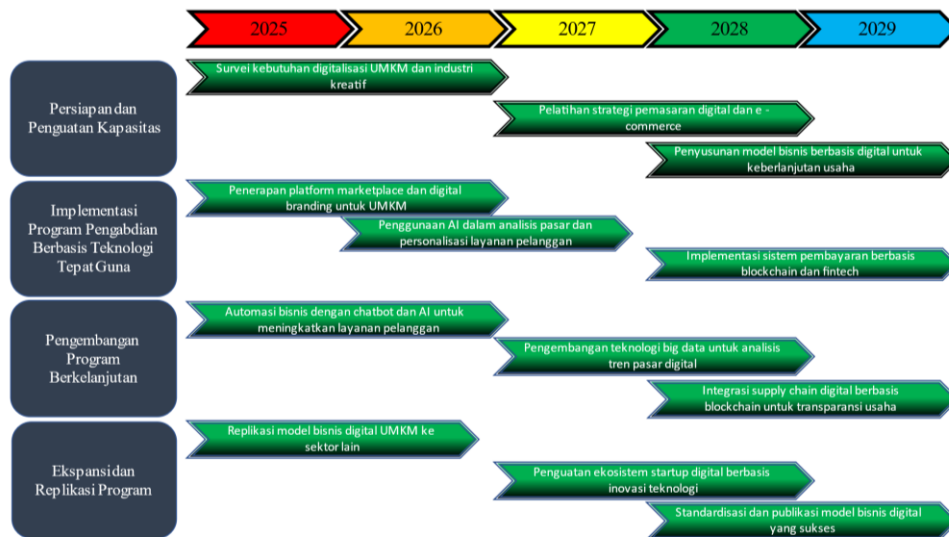 2025 2026 2027 2028 2029
Persiapan dan
Penguatan Kapasitas
Survei kebutuhan digitalisasi UMKM dan industri
kreatif
Pelatihan strategi pemasaran digital dan e -
commerce
Penyusunan model bisnis berbasis digital untuk
keberlanjutan usaha
Implementasi
Program Pengabdian
Berbasis Teknologi
Tepat Guna
Penerapan platform marketplace dan digital
branding untuk UMKM
Penggunaan AI dalam analisis pasar dan
personalisasi layanan pelanggan
Implementasi sistem pembayaran berbasis
blockchain dan fintech
Pengembangan
Program
Berkelanjutan
Automasi bisnis dengan chatbot dan AI untuk
meningkatkan layanan pelanggan
Pengembangan teknologi big data untuk analisis
tren pasar digital
Integrasi supply chain digital berbasis
blockchain untuk transparansi usaha
Ekspansi dan
Replikasi Program
Replikasi model bisnis digital UMKM ke
sektor lain
Penguatan ekosistem startup digital berbasis
inovasi teknologi
Standardisasi dan publikasi model bisnis digital
yang sukses